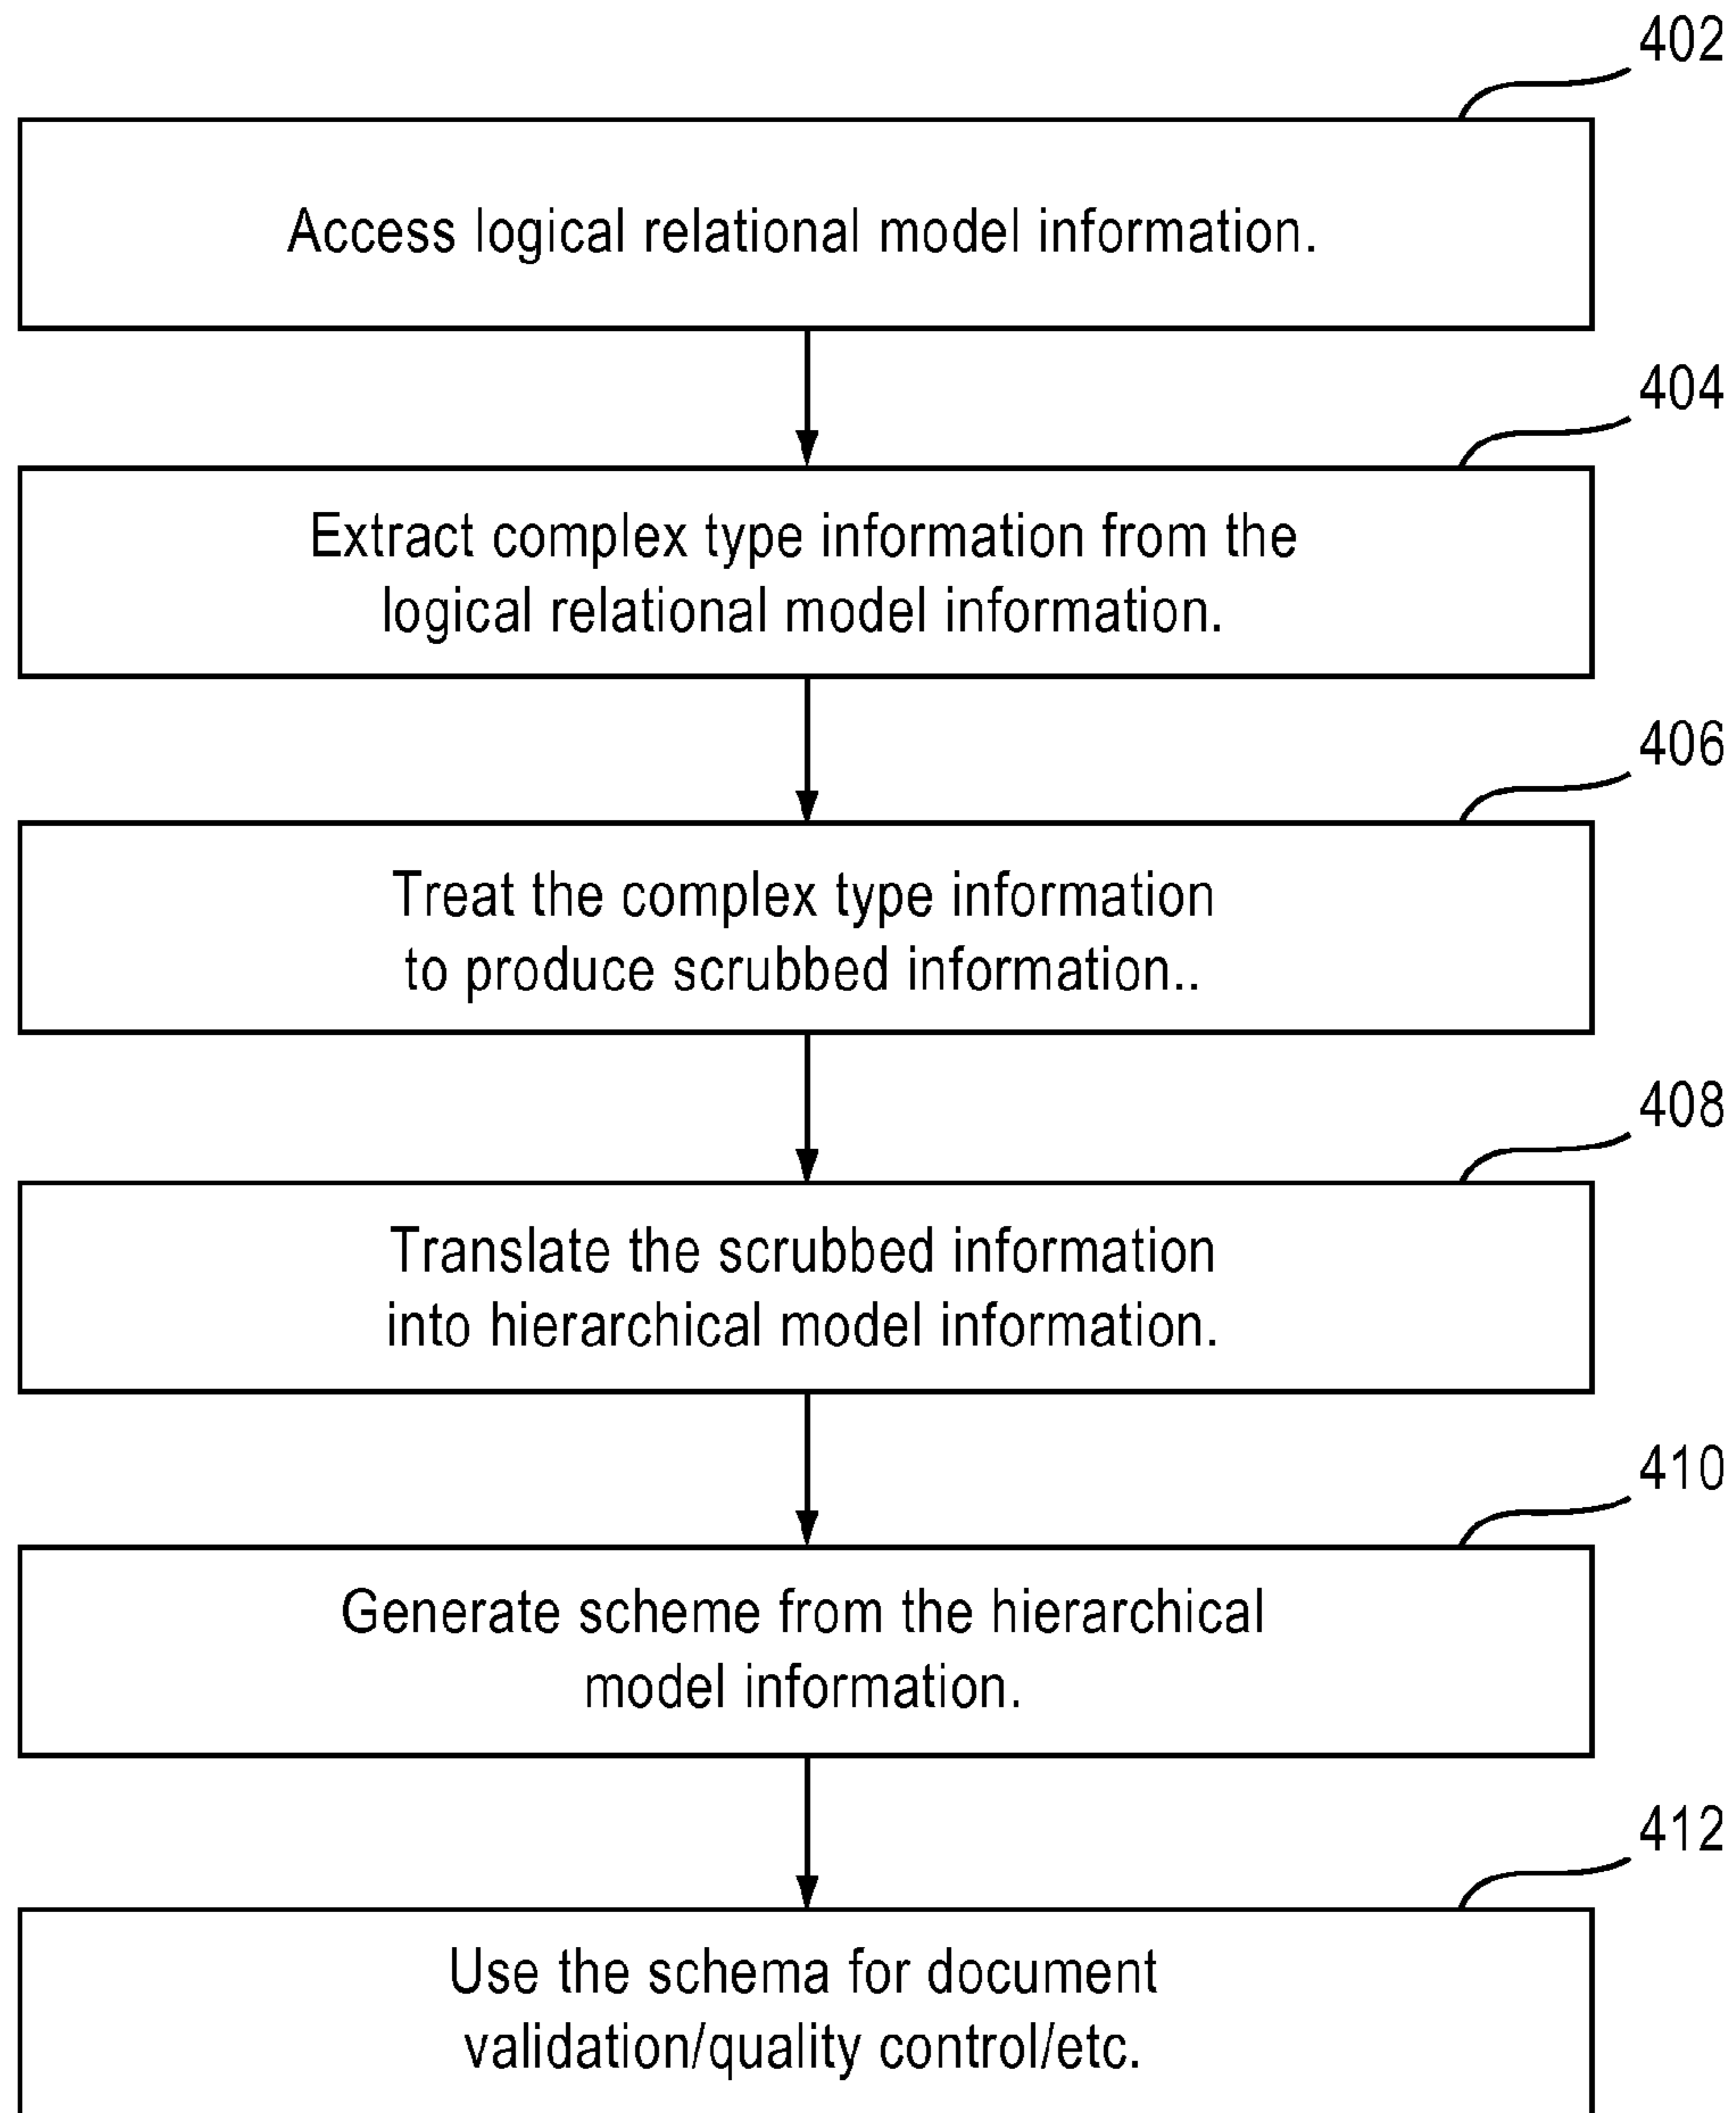 402
Access logical relational model information.
404
Extract complex type information from the
logical relational model information.
406
Treat the complex type information
to produce scrubbed information..
408
Translate the scrubbed information
into hierarchical model information.
410
Generate scheme from the hierarchical
model information.
412
Use the schema for document
validation/quality control/etc.